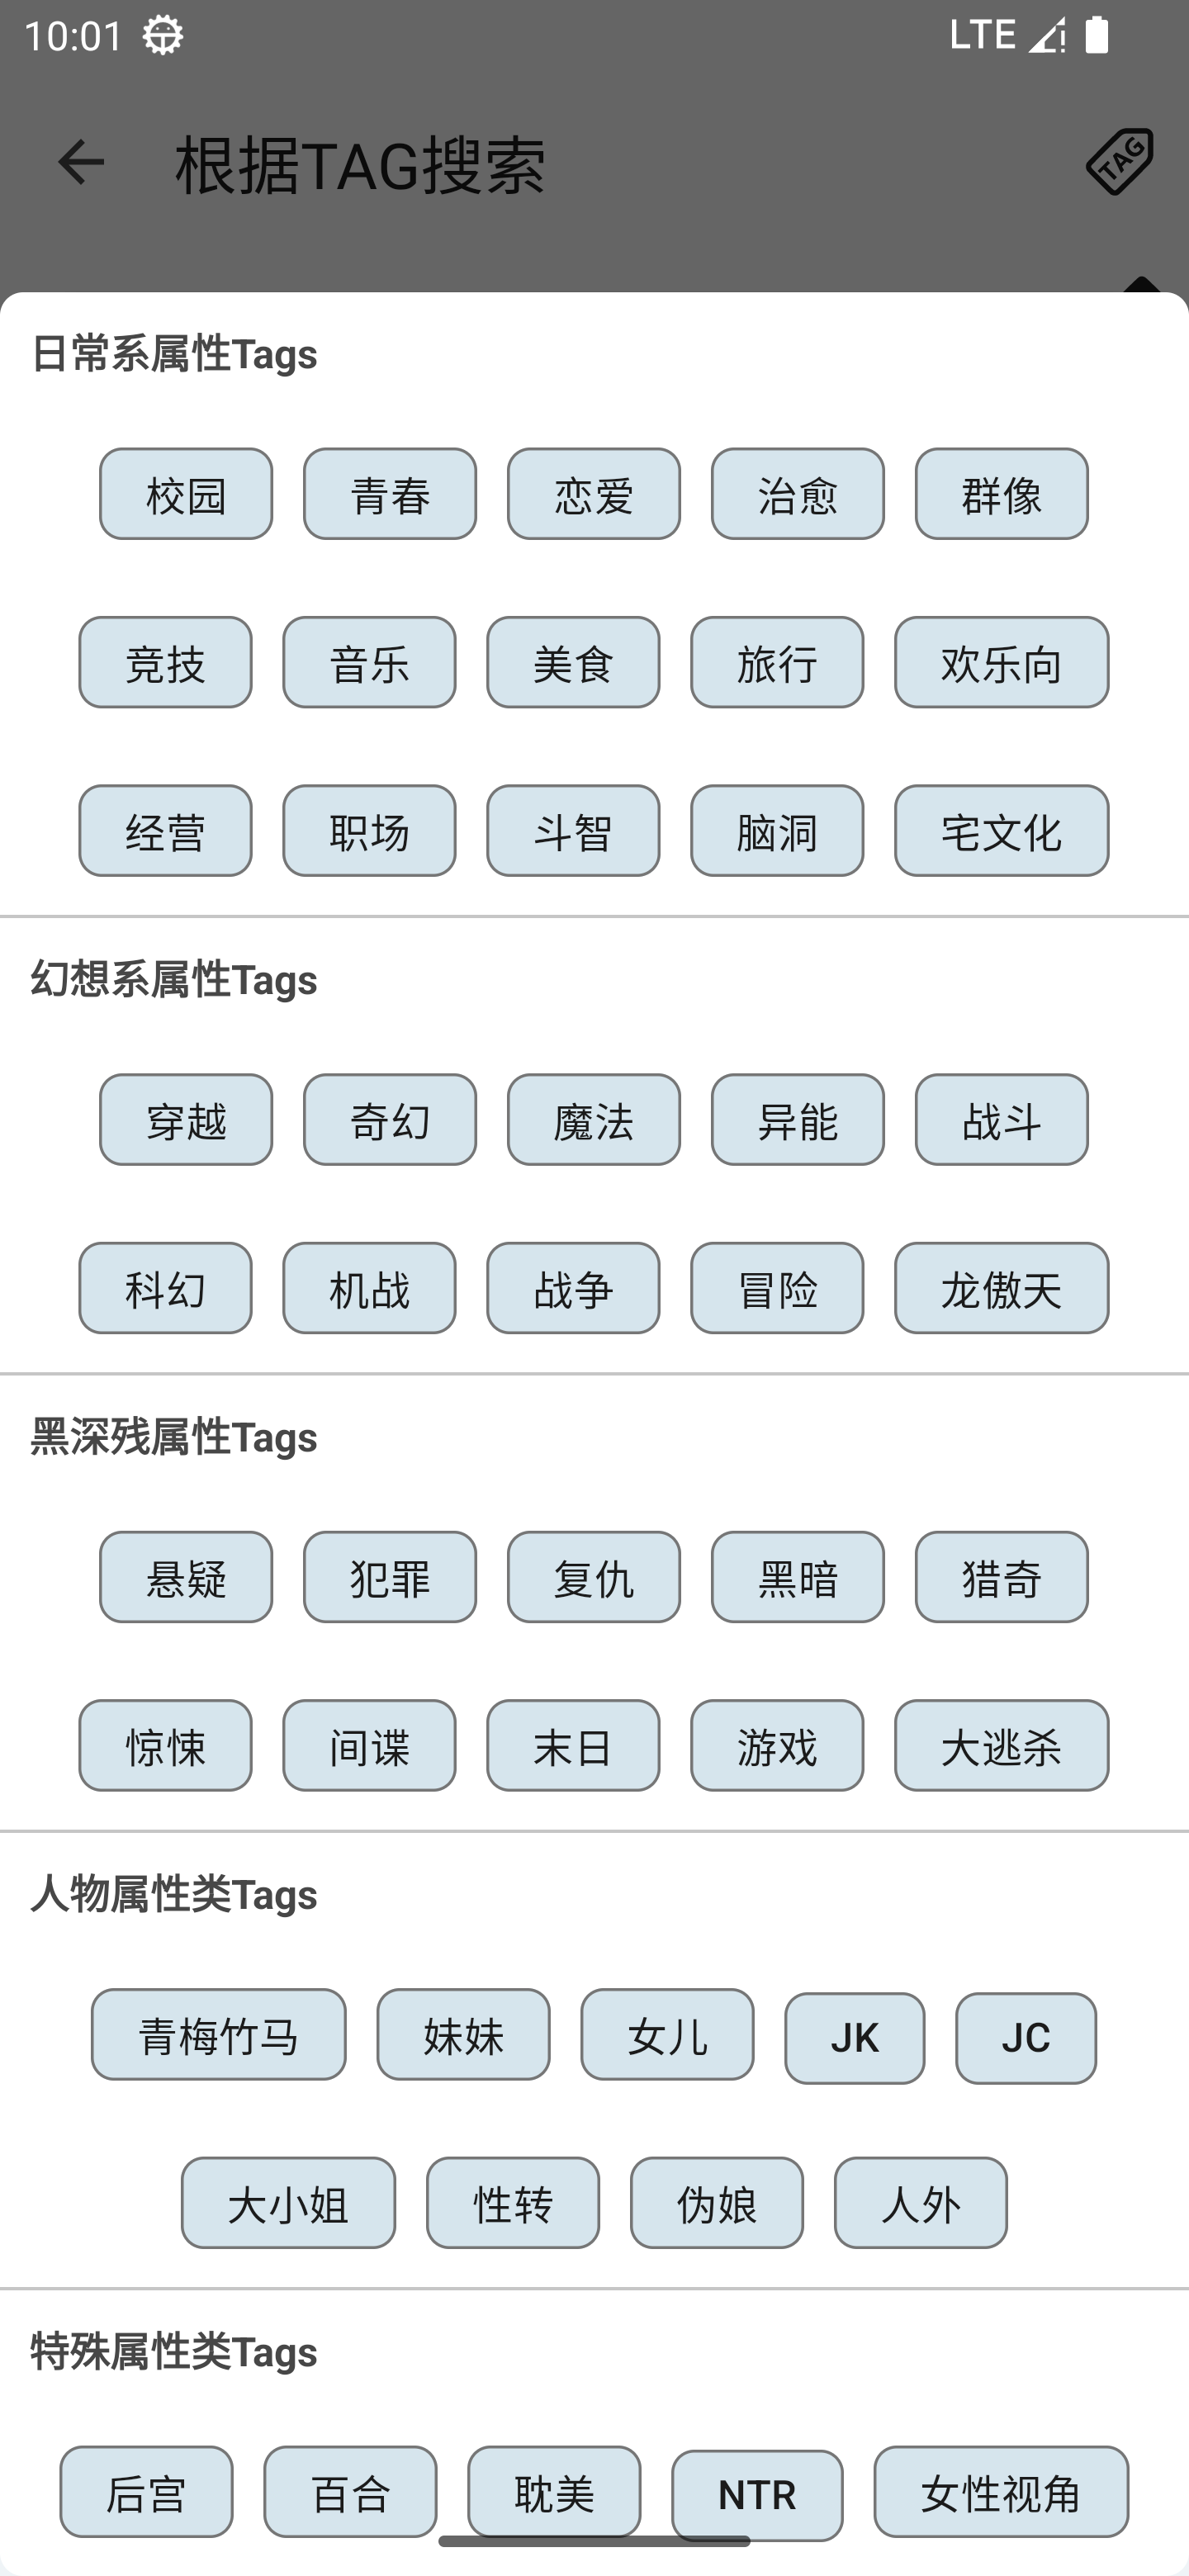 10:01 LTE
根据TAG搜索 TAG
日常系属性Tags
校园 青春 恋爱 治愈 群像
竞技 音乐 美食 旅行 欢乐向
经营 职场 斗智 脑洞 宅文化
幻想系属性Tags
穿越 奇幻 魔法 异能 战斗
科幻 机战 战争 冒险 龙傲天
黑深残属性Tags
悬疑 犯罪 复仇 黑暗 猎奇
惊悚 间谍 末日 游戏 大逃杀
人物属性类Tags
青梅竹马 妹妹 女儿 JK JC
大小姐 性转 伪娘 人外
特殊属性类Tags
后宫 百合 耽美 NTR 女性视角